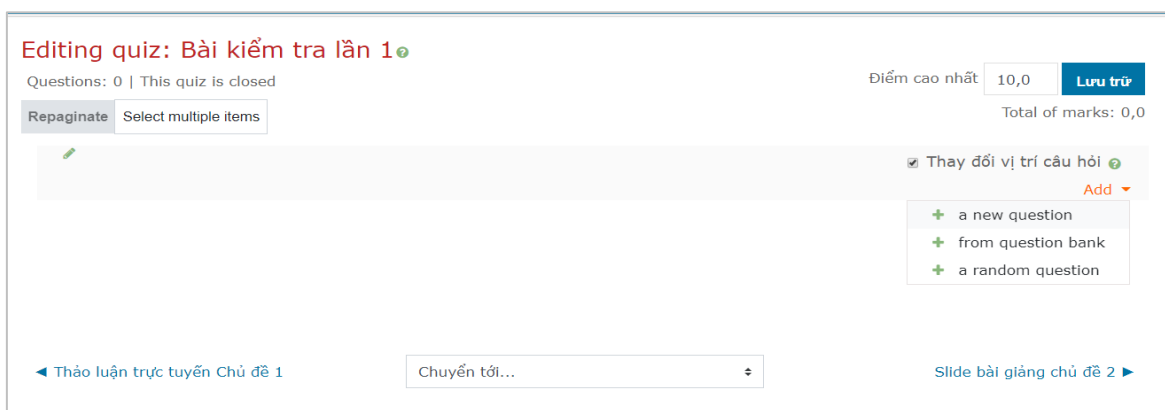 Editing quiz: Bài kiểm tra lần 1
Questions: 0 | This quiz is closed
Điểm cao nhất 10,0 Lưu trữ
Repaginate Select multiple items
Total of marks: 0,0
Thay đổi vị trí câu hỏi
Add
+ a new question
+ from question bank
+ a random question
◄ Thảo luận trực tuyến Chủ đề 1
Chuyển tới...
Slide bài giảng chủ đề 2 ►